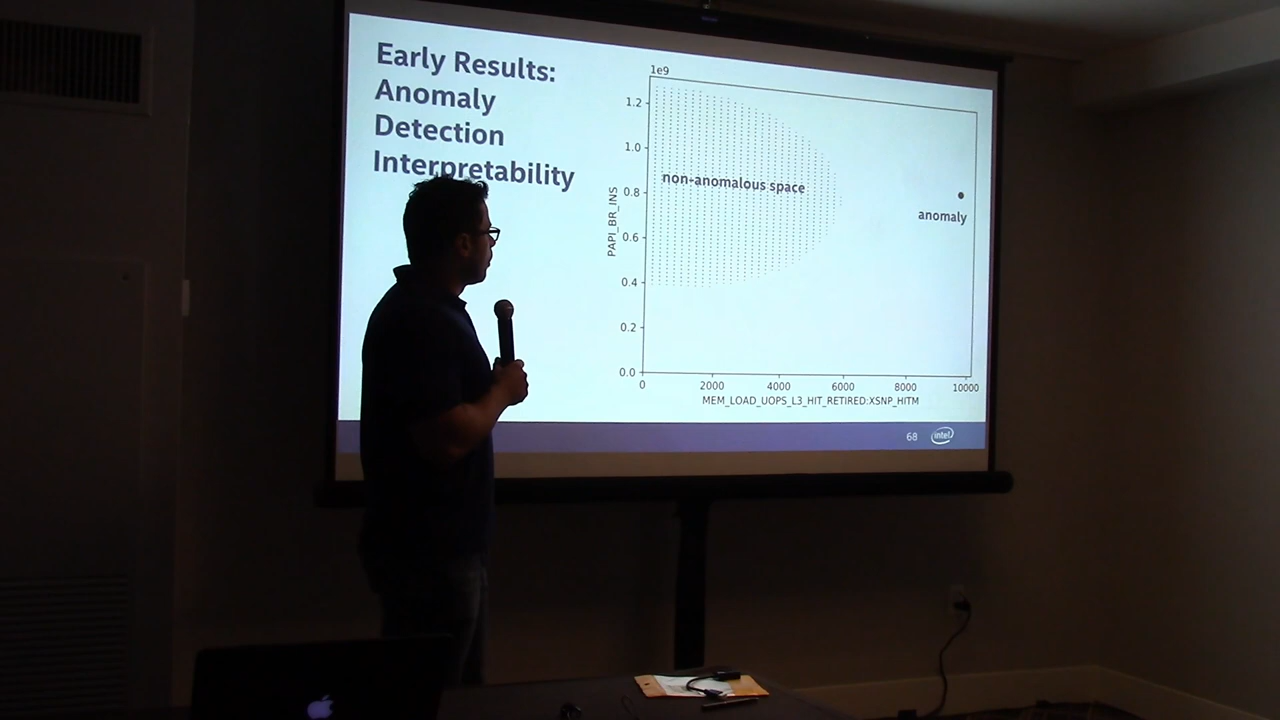 Early Results:
Anomaly
Detection
Interpretability
1e9
1.2
1.0
0.8
0.6
0.4
0.2
0.0
PAPI_BR_INS
non-anomalous space
anomaly
0 2000 4000 6000 8000 10000
MEM_LOAD_UOPS_L3_HIT_RETIRED:XSNP_HITM
68 intel